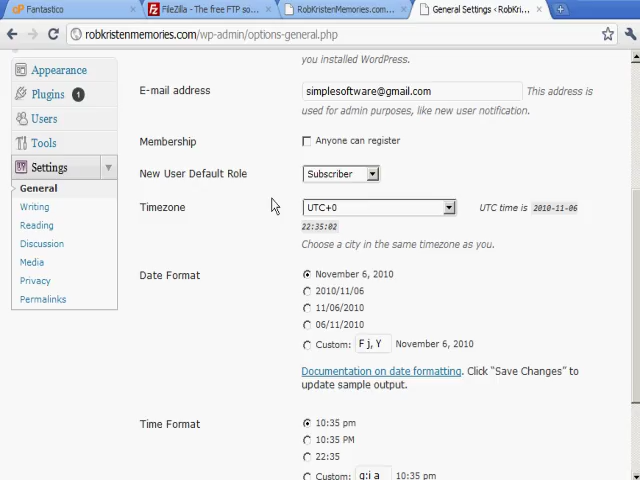 Fantastico
FileZilla - The free FTP so...
RobKristenMemories.com...
General Settings ‹ RobKri...
robkristenmemories.com/wp-admin/options-general.php
you installed WordPress.
Appearance
Plugins 1
Users
Tools
Settings
General
Writing
Reading
Discussion
Media
Privacy
Permalinks
E-mail address simplesoftware@gmail.com This address is
used for admin purposes, like new user notification.
Membership Anyone can register
New User Default Role Subscriber
Timezone UTC+0 UTC time is 2010-11-06
22:35:02
Choose a city in the same timezone as you.
Date Format November 6, 2010
2010/11/06
11/06/2010
06/11/2010
Custom: F j, Y November 6, 2010
Documentation on date formatting. Click “Save Changes” to
update sample output.
Time Format 10:35 pm
10:35 PM
22:35
Custom: g:i a 10:35 pm